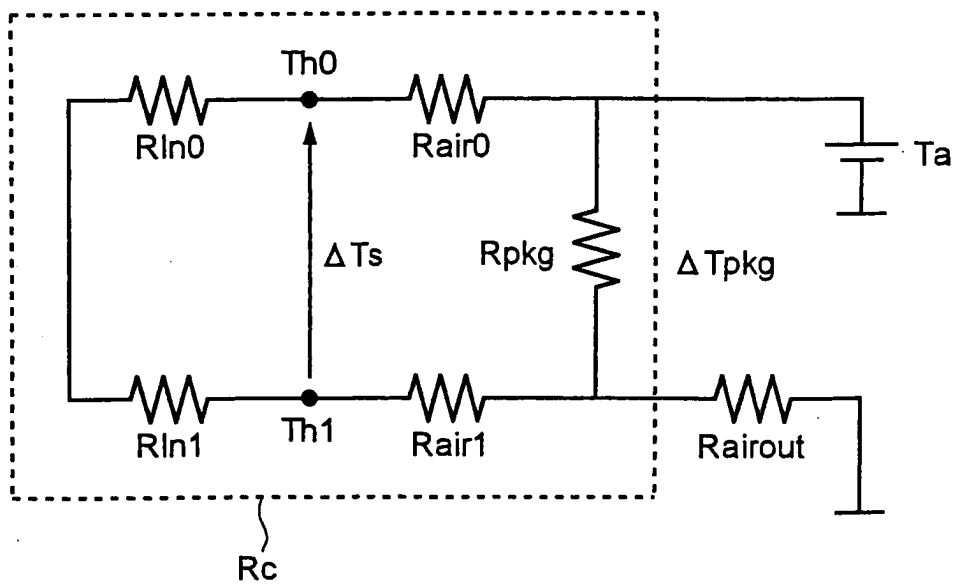 Th0
Rln0
Rair0
Ta
ΔTs
Rpkg
ΔTpkg
Rln1
Th1
Rair1
Rairout
Rc